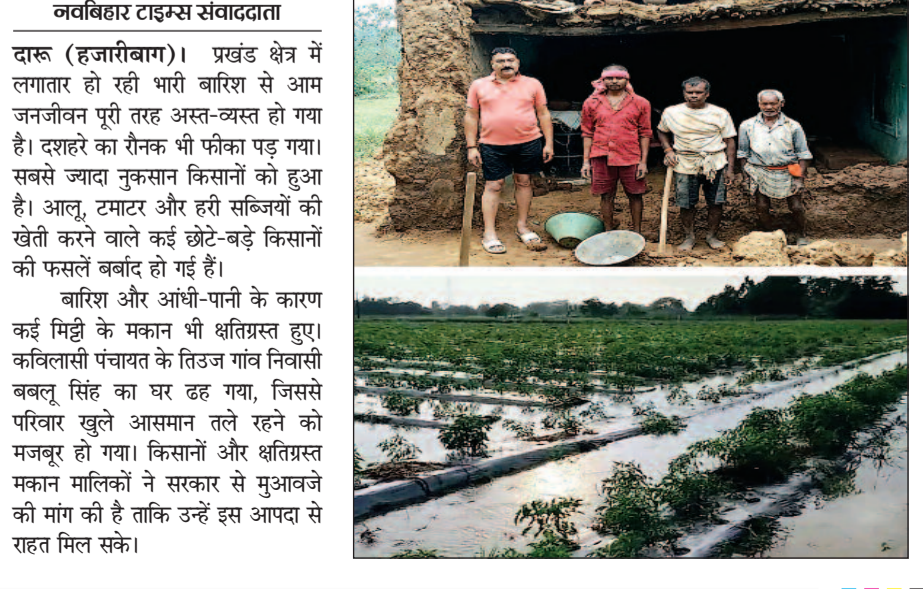 नवबिहार टाइम्स संवाददाता
दारू (हजारीबाग)। प्रखंड क्षेत्र में
लगातार हो रही भारी बारिश से आम
जनजीवन पूरी तरह अस्त-व्यस्त हो गया
है। दशहरे का रौनक भी फीका पड़ गया।
सबसे ज्यादा नुकसान किसानों को हुआ
है। आलू, टमाटर और हरी सब्जियों की
खेती करने वाले कई छोटे-बड़े किसानों
की फसलें बर्बाद हो गई हैं।
बारिश और आंधी-पानी के कारण
कई मिट्टी के मकान भी क्षतिग्रस्त हुए।
कविलासी पंचायत के तिउज गांव निवासी
बबलू सिंह का घर ढह गया, जिससे
परिवार खुले आसमान तले रहने को
मजबूर हो गया। किसानों और क्षतिग्रस्त
मकान मालिकों ने सरकार से मुआवजे
की मांग की है ताकि उन्हें इस आपदा से
राहत मिल सके।